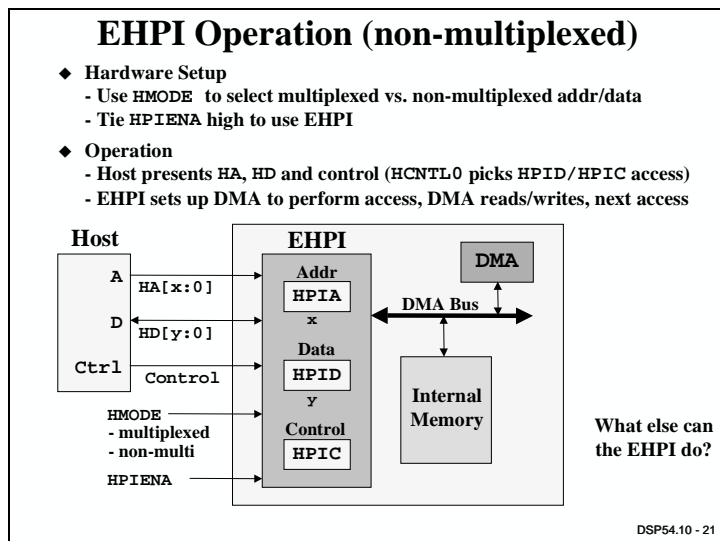 EHPI Operation (non-multiplexed)
◆ Hardware Setup
- Use HMODE to select multiplexed vs. non-multiplexed addr/data
- Tie HPIENA high to use EHPI
◆ Operation
- Host presents HA, HD and control (HCNTL0 picks HPID/HPIC access)
- EHPI sets up DMA to perform access, DMA reads/writes, next access
Host
EHPI
A
HA[x:0]
Addr
HPIA
x
DMA
DMA Bus
D
HD[y:0]
Data
HPID
y
Ctrl
Control
Internal
Memory
HMODE
- multiplexed
- non-multi
Control
HPIC
HPIENA
What else can
the EHPI do?
DSP54.10 - 21